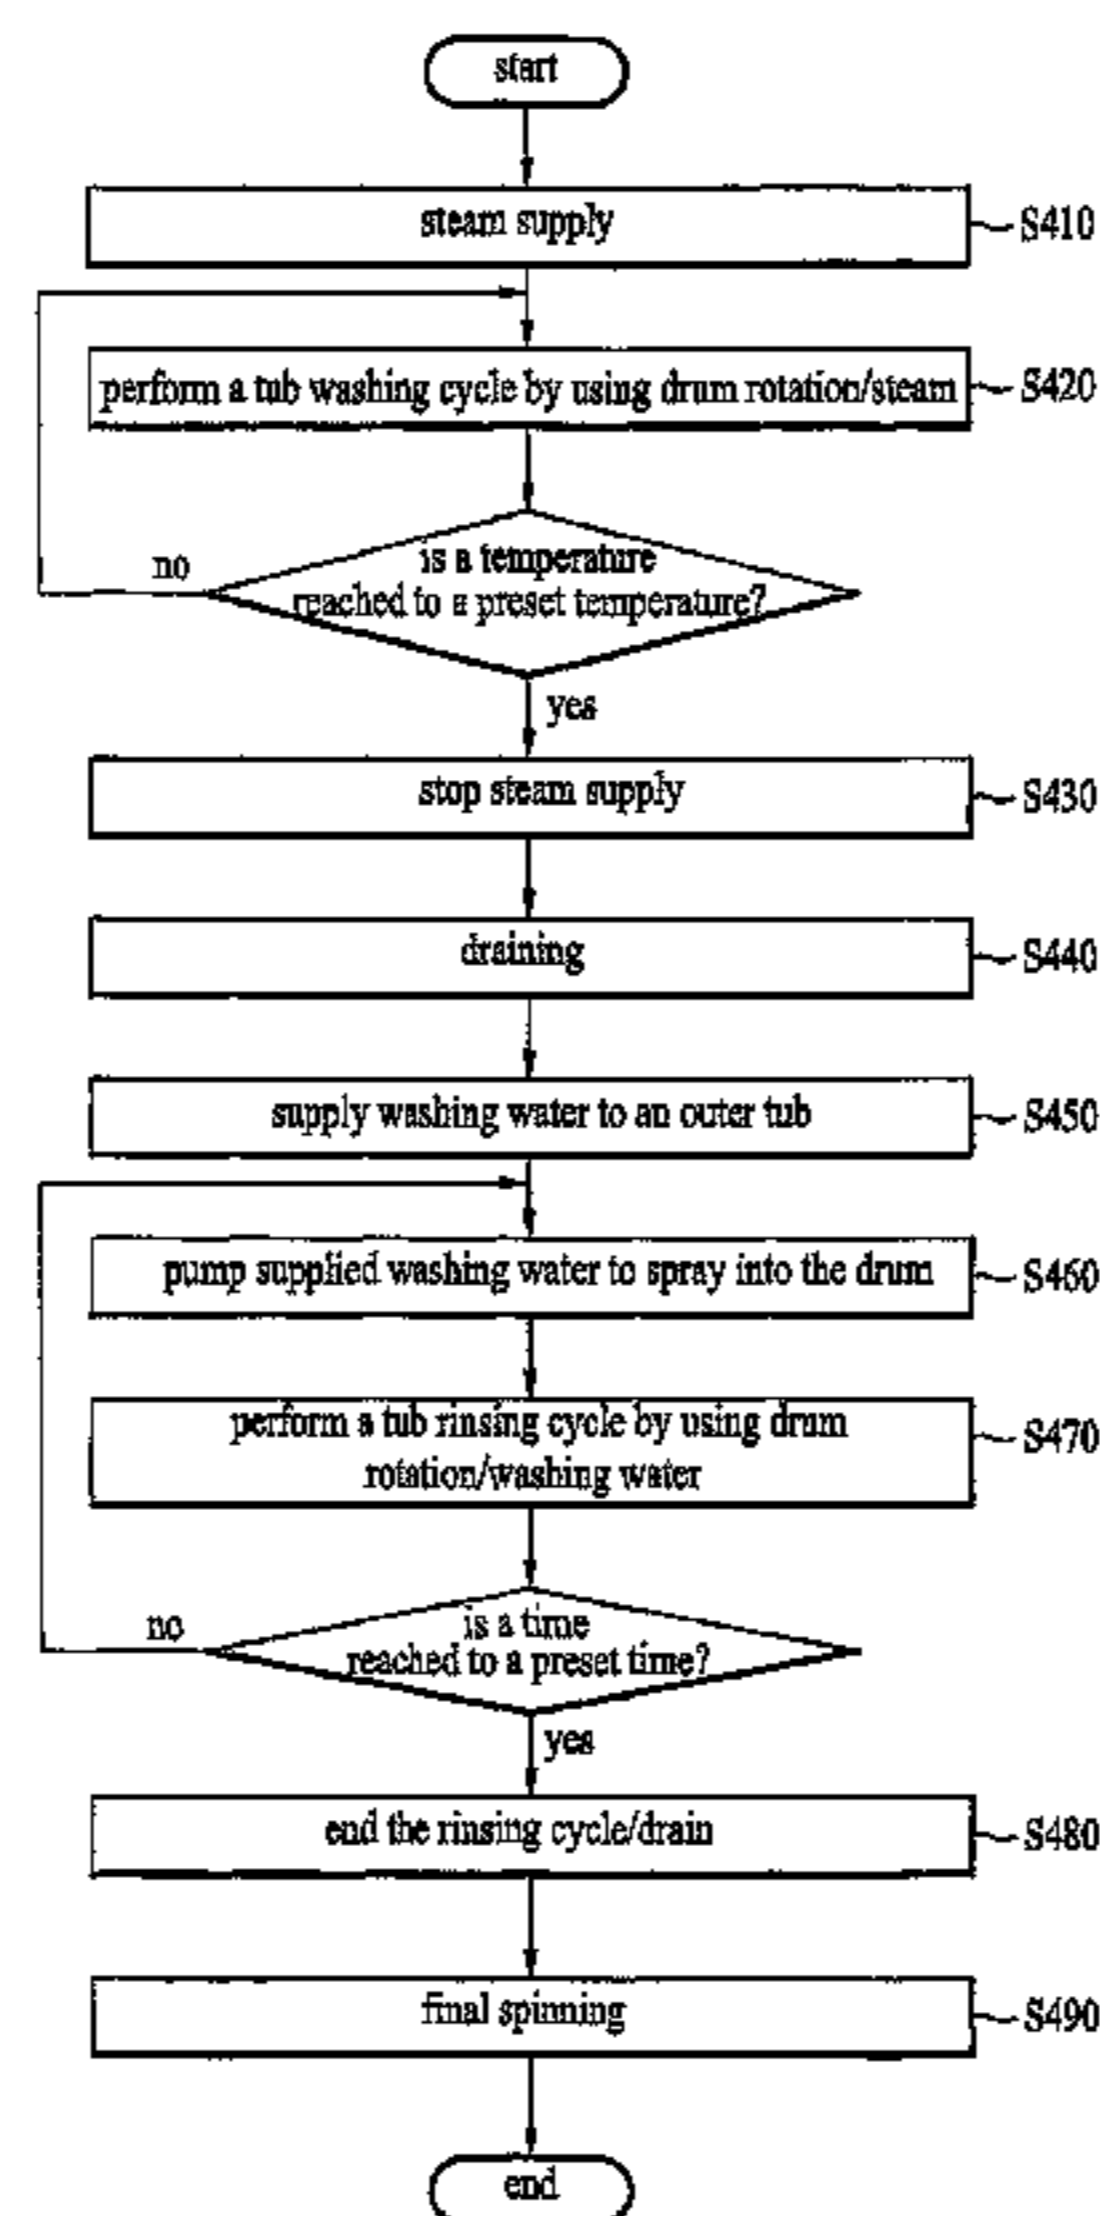 start
steam supply
S410
perform a tub washing cycle by using drum rotation/steam
S420
is a temperature
reached to a preset temperature?
no
yes
stop steam supply
S430
draining
S440
supply washing water to an outer tub
S450
pump supplied washing water to spray into the drum
S460
perform a tub rinsing cycle by using drum
rotation/washing water
S470
is a time
reached to a preset time?
no
yes
end the rinsing cycle/drain
S480
final spinning
S490
end